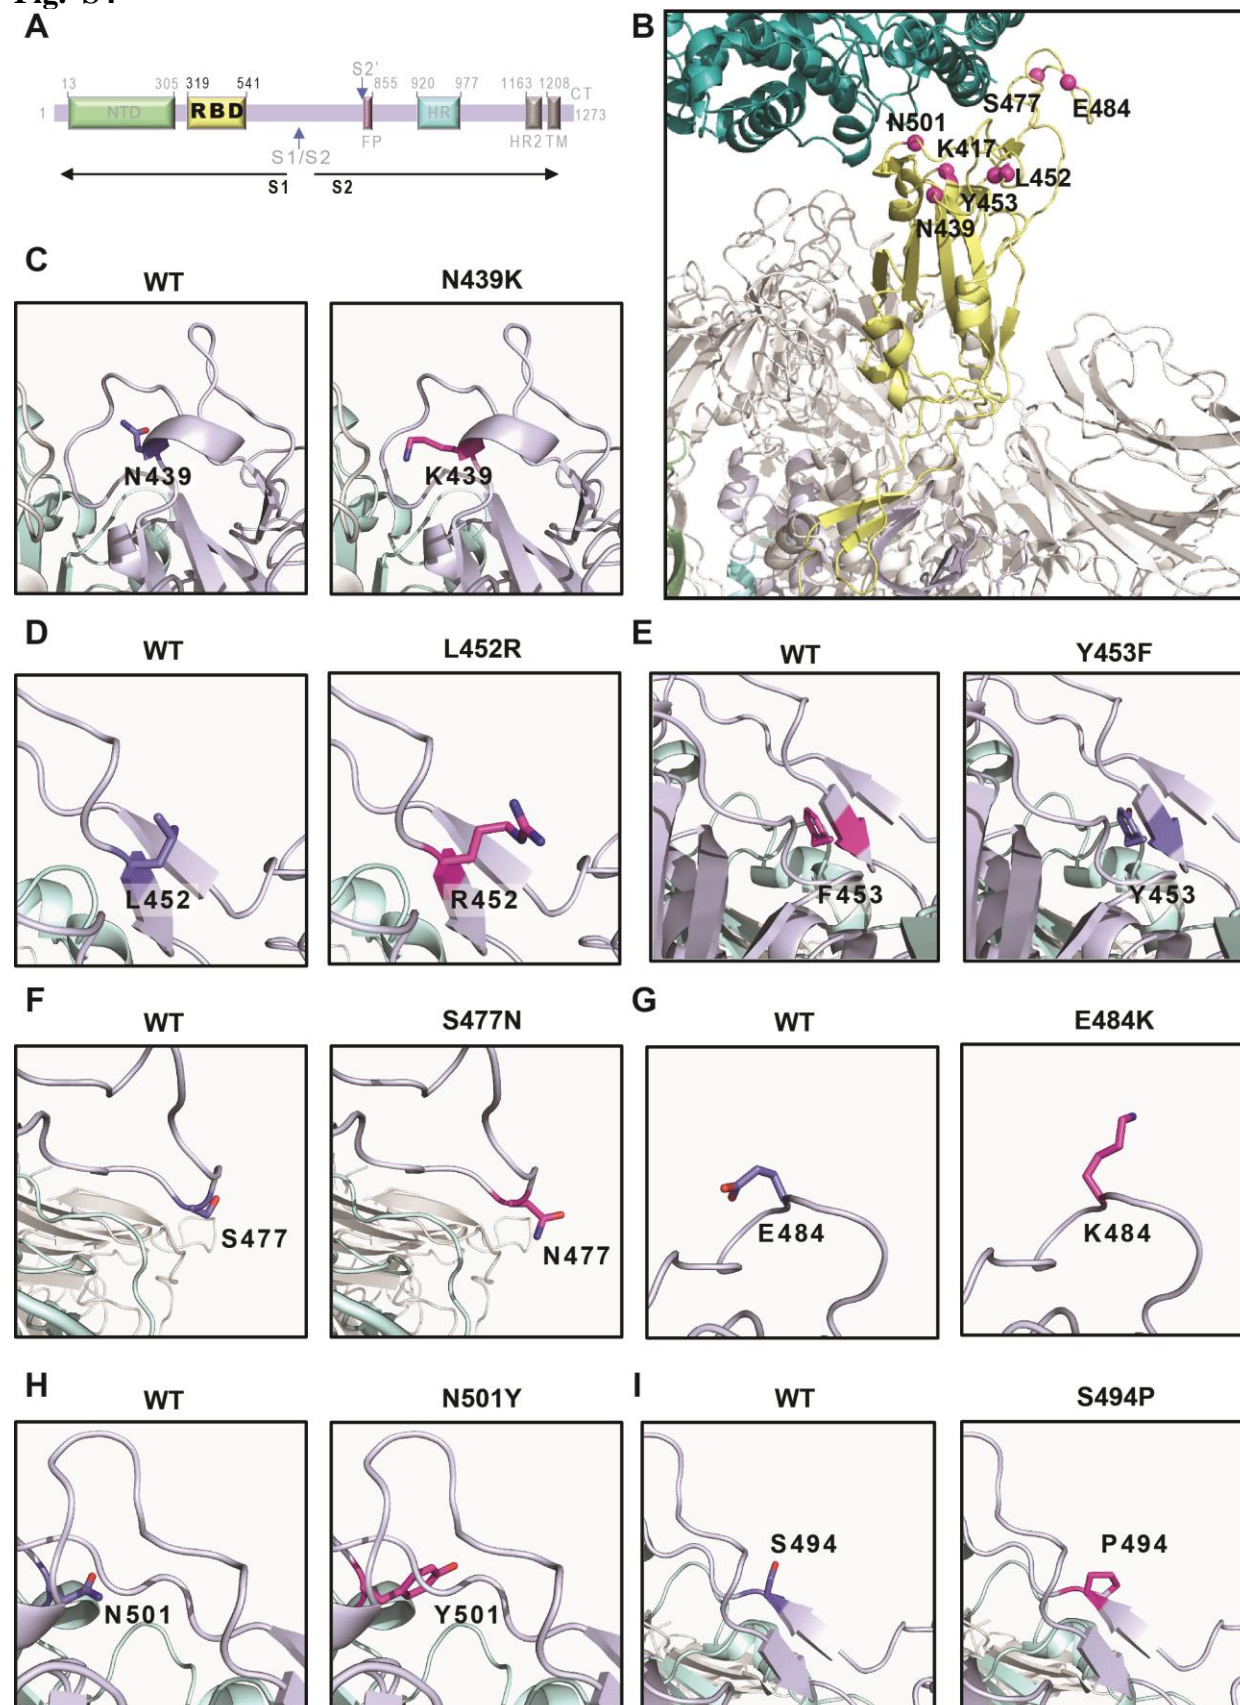 A
13 305 319 541 S2' 855 920 977 1163 1208 CT
1 NTD RBD HR 1273
S1/S2 FP HR2 TM
S1 S2
B
S477 E484
N501
K417
L452
Y453
N439
C
WT N439K
N439 K439
D
WT L452R
L452 R452
E
WT Y453F
F453 Y453
F
WT S477N
S477 N477
G
WT E484K
E484 K484
H
WT N501Y
N501 Y501
I
WT S494P
S494 P494